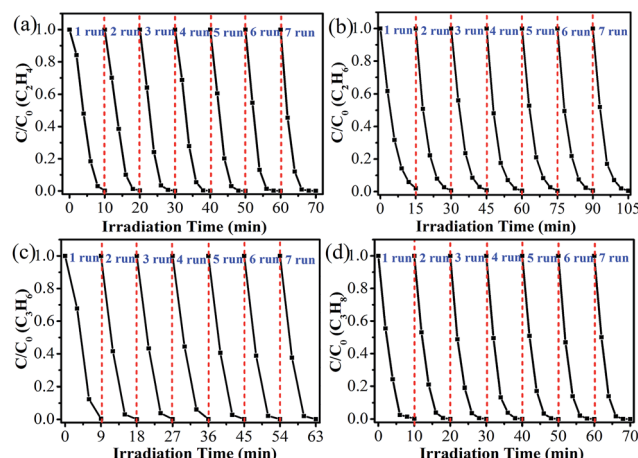 (a)
C/C₀ (C₂H₄)
1.0
0.8
0.6
0.4
0.2
0.0
1 run 2 run 3 run 4 run 5 run 6 run 7 run
0 10 20 30 40 50 60 70
Irradiation Time (min)
(b)
C/C₀ (C₂H₆)
1.0
0.8
0.6
0.4
0.2
0.0
1 run 2 run 3 run 4 run 5 run 6 run 7 run
0 15 30 45 60 75 90 105
Irradiation Time (min)
(c)
C/C₀ (C₃H₆)
1.0
0.8
0.6
0.4
0.2
0.0
1 run 2 run 3 run 4 run 5 run 6 run 7 run
0 9 18 27 36 45 54 63
Irradiation Time (min)
(d)
C/C₀ (C₃H₈)
1.0
0.8
0.6
0.4
0.2
0.0
1 run 2 run 3 run 4 run 5 run 6 run 7 run
0 10 20 30 40 50 60 70
Irradiation Time (min)